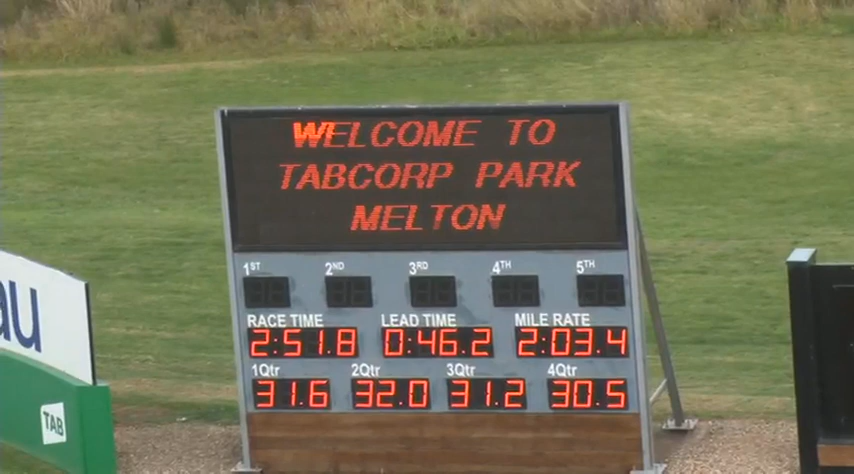 WELCOME TO
TABCORP PARK
MELTON
1ST 2ND 3RD 4TH 5TH
RACE TIME LEAD TIME MILE RATE
2:51.8 0:46.2 2:03.4
1Qtr 2Qtr 3Qtr 4Qtr
31.6 32.0 31.2 30.5
au
TAB